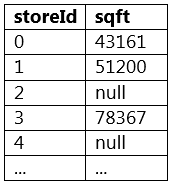 storeId sqft
0 43161
1 51200
2 null
3 78367
4 null
... ...